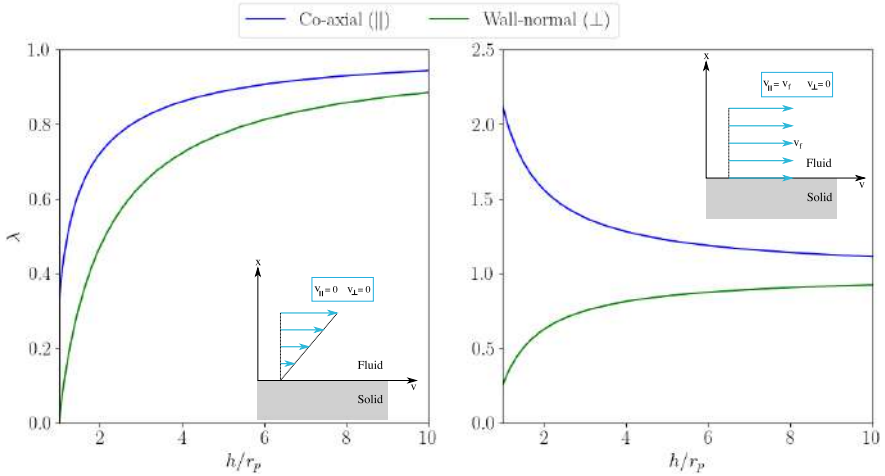 Co-axial (||) Wall-normal (⊥)
1.0
0.8
0.6
0.4
0.2
0.0
λ
2 4 6 8 10
h/r_p
x
v_|| = 0 v_⊥ = 0
Fluid
v
Solid
2.5
2.0
1.5
1.0
0.5
0.0
2 4 6 8 10
h/r_p
x
v_|| = v_f v_⊥ = 0
v_f
Fluid
v
Solid